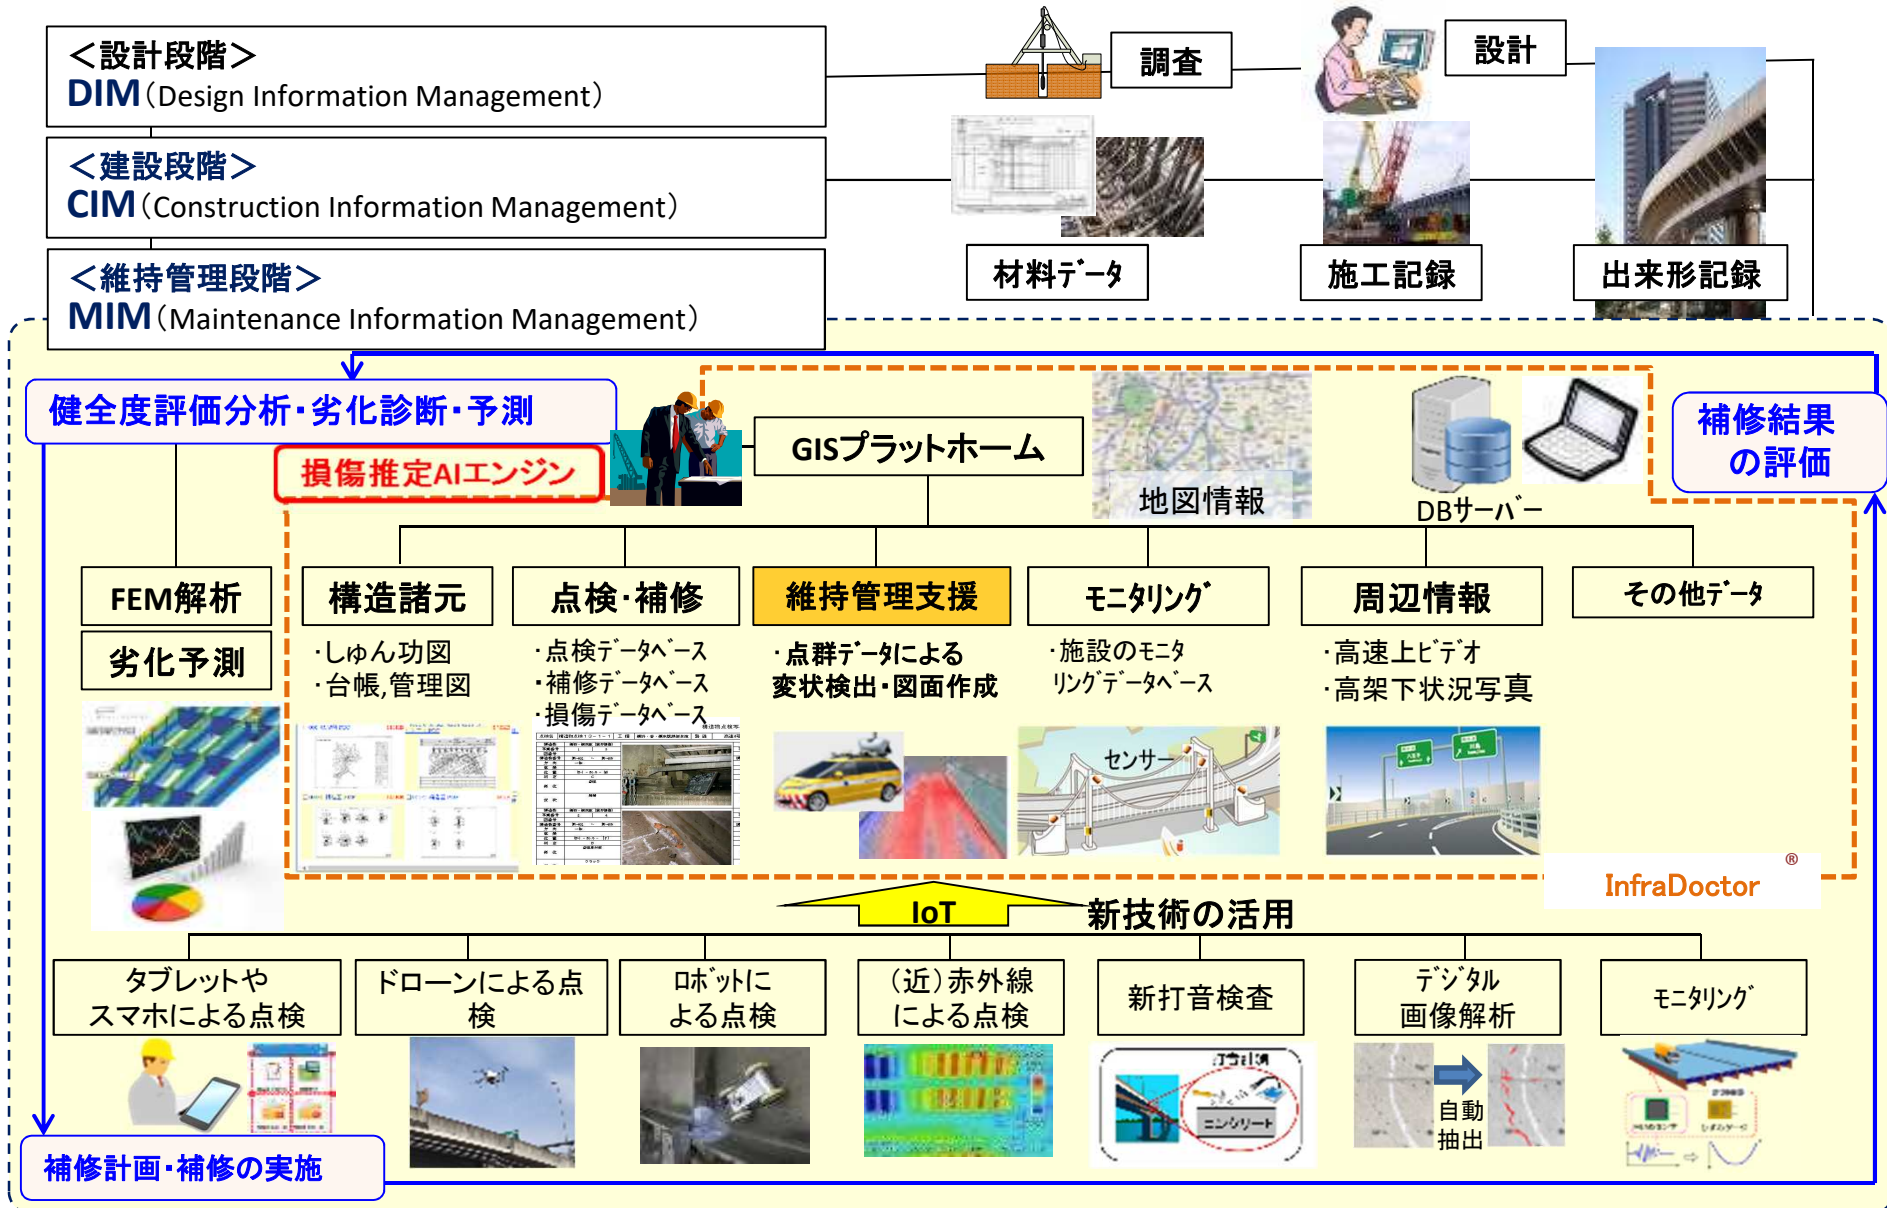 ＜設計段階＞
DIM（Design Information Management）
調査
設計
＜建設段階＞
CIM（Construction Information Management）
＜維持管理段階＞
MIM（Maintenance Information Management）
材料ﾃﾞｰﾀ
施工記録
出来形記録
健全度評価分析・劣化診断・予測
損傷推定AIエンジン
GISプラットホーム
地図情報
DBｻｰﾊﾞｰ
補修結果
の評価
FEM解析
劣化予測
構造諸元
・しゅん功図
・台帳,管理図
点検・補修
・点検ﾃﾞｰﾀﾍﾞｰｽ
・補修ﾃﾞｰﾀﾍﾞｰｽ
・損傷ﾃﾞｰﾀﾍﾞｰｽ
維持管理支援
・点群ﾃﾞｰﾀによる
変状検出・図面作成
ﾓﾆﾀﾘﾝｸﾞ
・施設のﾓﾆﾀ
ﾘﾝｸﾞﾃﾞｰﾀﾍﾞｰｽ
センサー
周辺情報
・高速上ﾋﾞﾃﾞｵ
・高架下状況写真
その他ﾃﾞｰﾀ
InfraDoctor ®
IoT
新技術の活用
タブレットや
スマホによる点検
ドローンによる点
検
ﾛﾎﾞｯﾄに
よる点検
（近）赤外線
による点検
新打音検査
コンクリート
ﾃﾞｼﾞﾀﾙ
画像解析
自動
抽出
ﾓﾆﾀﾘﾝｸﾞ
補修計画・補修の実施